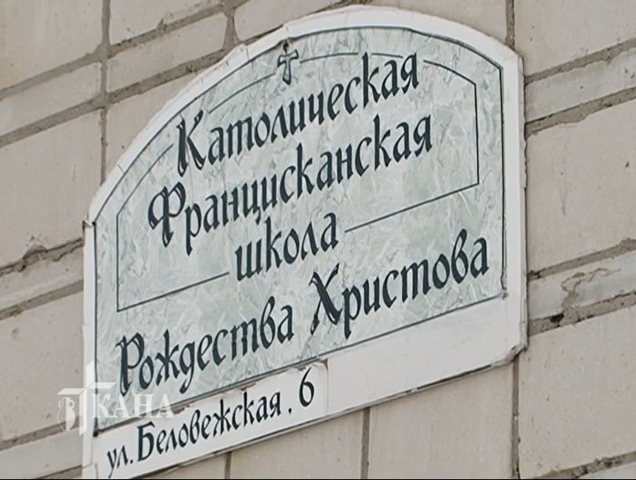 Католическая
Францисканская
школа
Рождества Христова
ул. Беловежская, 6
КАНА